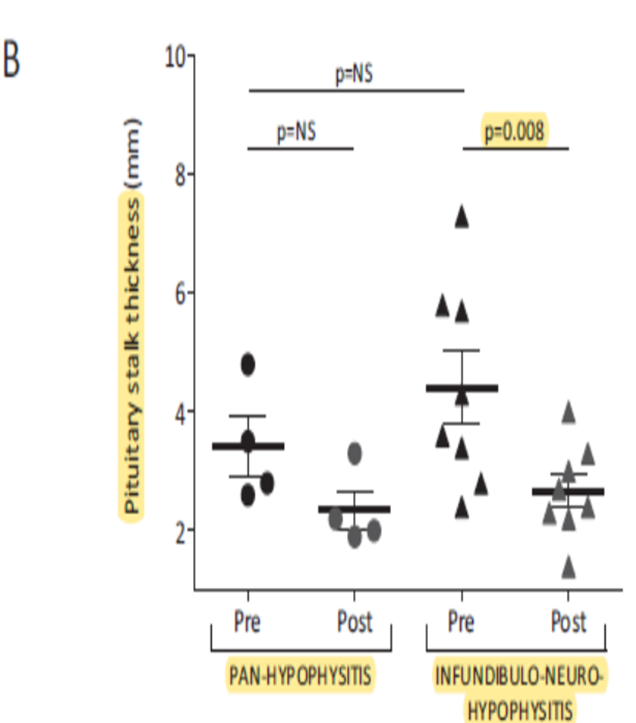 B
10
p=NS
p=NS
p=0.008
8
6
4
2
Pituitary stalk thickness (mm)
Pre
Post
Pre
Post
PAN-HYPOPHYSITIS
INFUNDIBULO-NEURO-
HYPOPHYSITIS